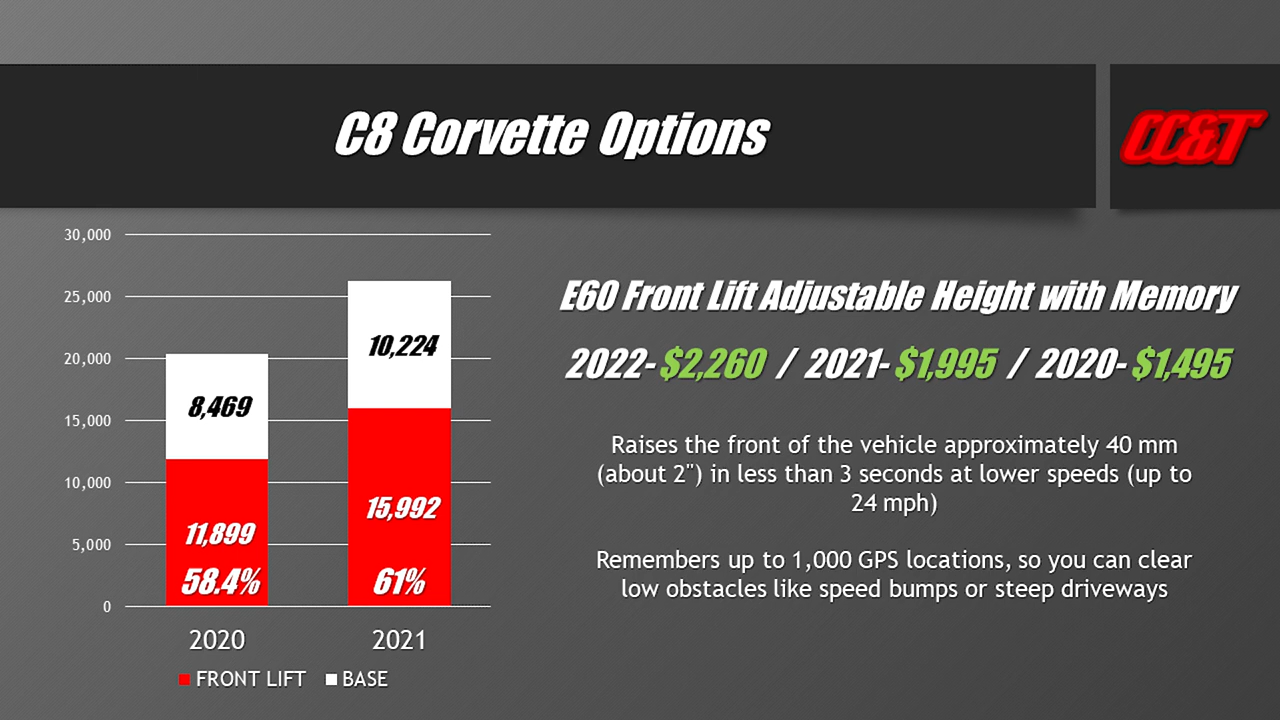 C8 Corvette Options
CC&T
30,000
25,000
20,000
15,000
10,000
5,000
0
8,469
11,899
58.4%
10,224
15,992
61%
2020
2021
FRONT LIFT
BASE
E60 Front Lift Adjustable Height with Memory
2022- $2,260 / 2021- $1,995 / 2020- $1,495
Raises the front of the vehicle approximately 40 mm
(about 2") in less than 3 seconds at lower speeds (up to
24 mph)
Remembers up to 1,000 GPS locations, so you can clear
low obstacles like speed bumps or steep driveways